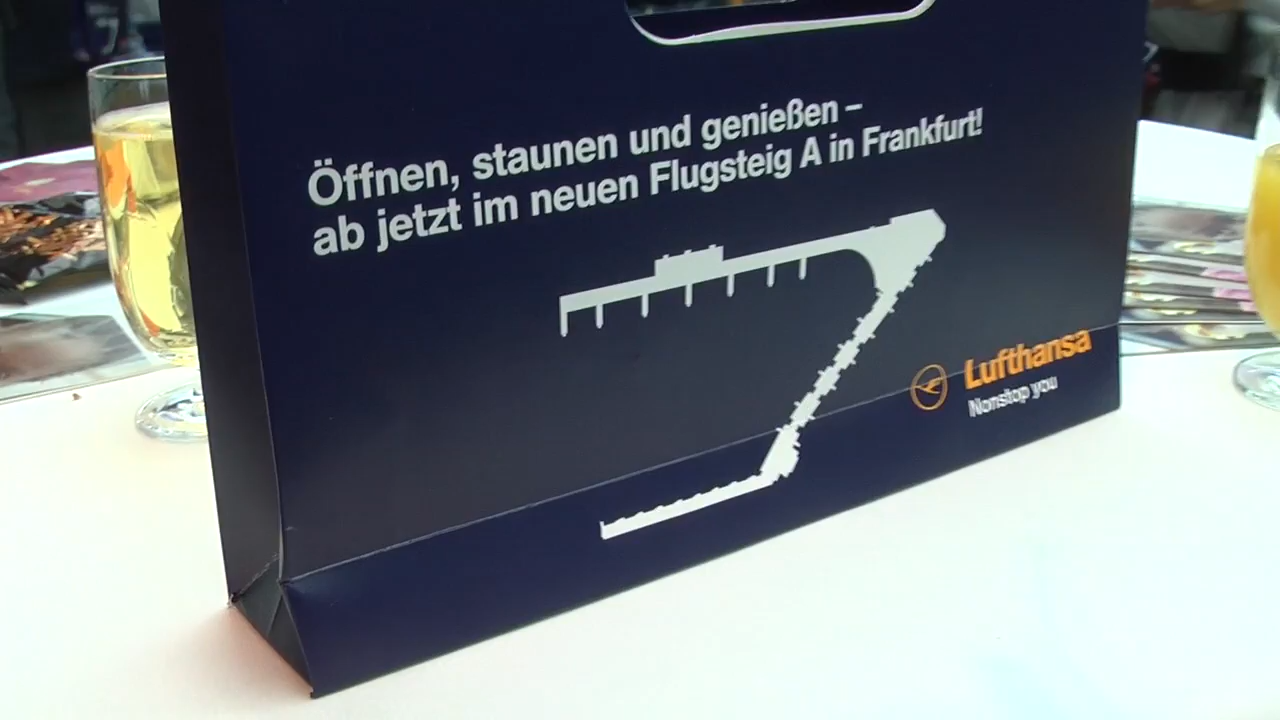 Öffnen, staunen und genießen –
ab jetzt im neuen Flugsteig A in Frankfurt!
Lufthansa
Nonstop you